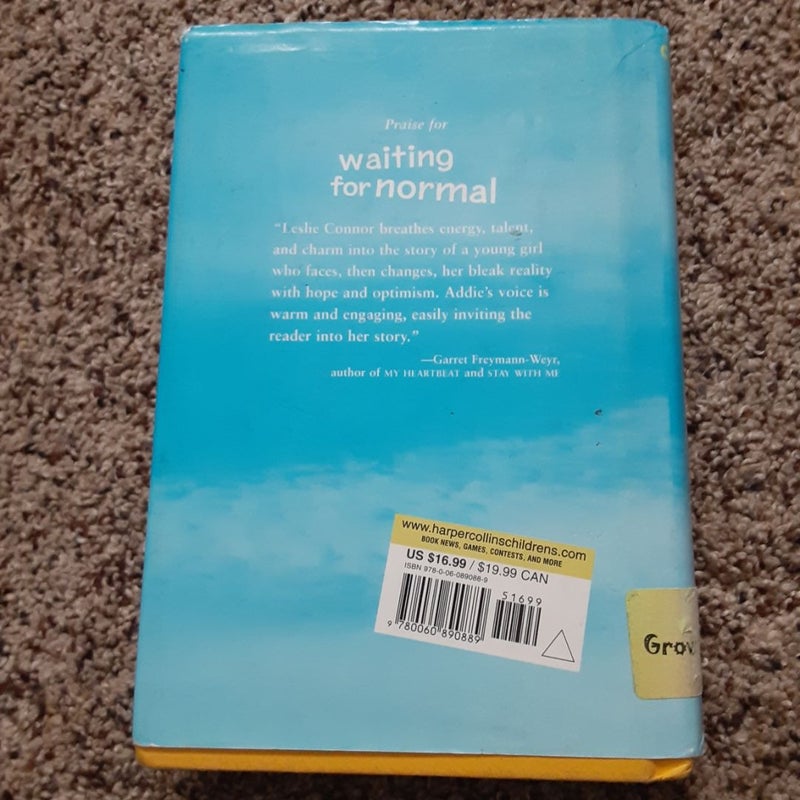 Praise for
waiting
for normal
"Leslie Connor breathes energy, talent,
and charm into the story of a young girl
who faces, then changes, her bleak reality
with hope and optimism. Addie's voice is
warm and engaging, easily inviting the
reader into her story."
—Garret Freymann-Weyr,
author of MY HEARTBEAT and STAY WITH ME
www.harpercollinschildrens.com
BOOK NEWS, GAMES, CONTESTS, AND MORE
US $16.99 / $19.99 CAN
ISBN 978-0-06-089088-9
51699
9 780060 890889